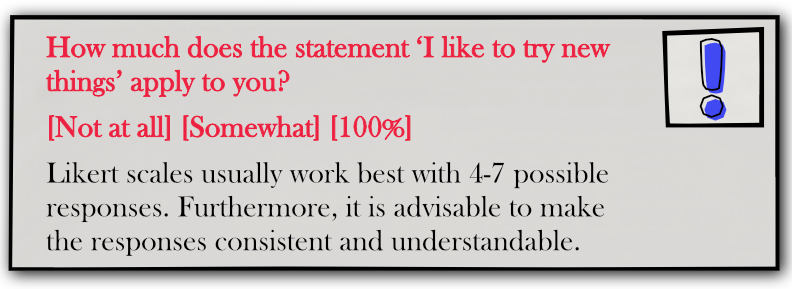 How much does the statement ‘I like to try new
things’ apply to you?
[Not at all] [Somewhat] [100%]
Likert scales usually work best with 4-7 possible
responses. Furthermore, it is advisable to make
the responses consistent and understandable.
!